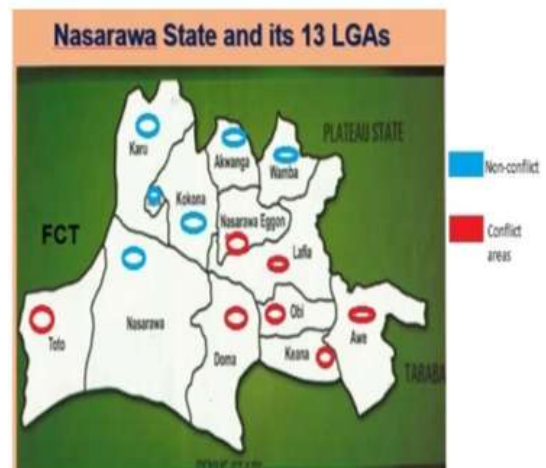 Nasarawa State and its 13 LGAs
PLATEAU STATE
Karu
Akwanga
Wamba
Kokona
Nasarawa Eggon
FCT
Lafia
Toto
Nasarawa
Doma
Obi
Keana
Awe
TARABA
Non-conflict
Conflict
areas